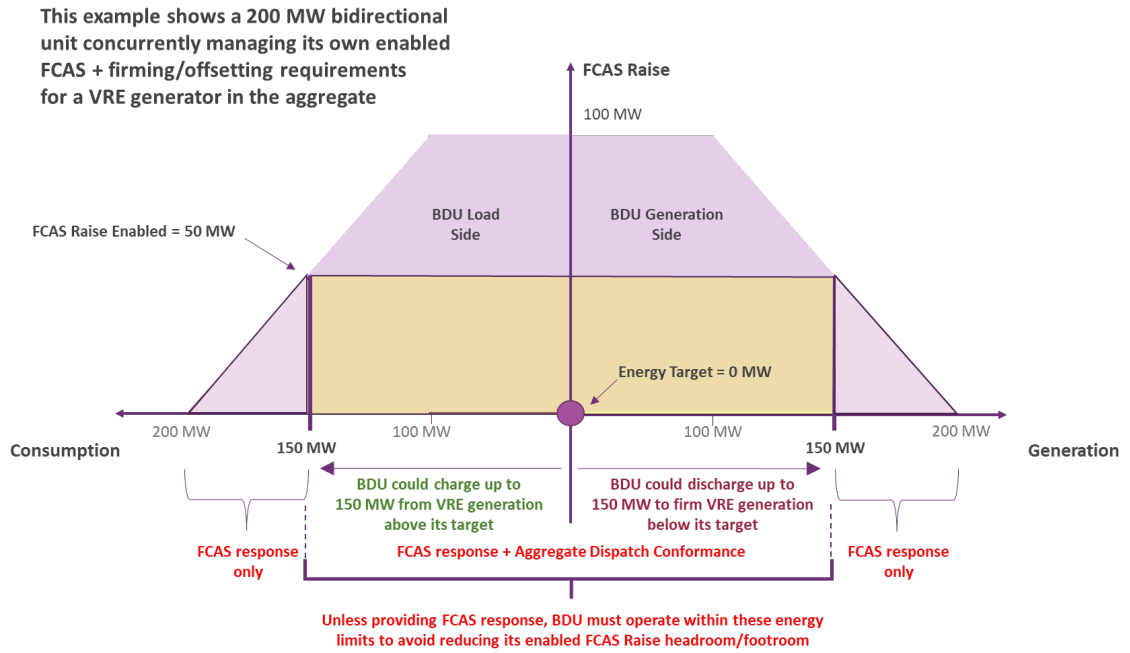 This example shows a 200 MW bidirectional
unit concurrently managing its own enabled
FCAS + firming/offsetting requirements
for a VRE generator in the aggregate
FCAS Raise
100 MW
BDU Load
Side
BDU Generation
Side
FCAS Raise Enabled = 50 MW
Energy Target = 0 MW
200 MW
150 MW
100 MW
100 MW
150 MW
200 MW
Consumption
Generation
BDU could charge up to
150 MW from VRE generation
above its target
BDU could discharge up to
150 MW to firm VRE generation
below its target
FCAS response
only
FCAS response + Aggregate Dispatch Conformance
FCAS response
only
Unless providing FCAS response, BDU must operate within these energy
limits to avoid reducing its enabled FCAS Raise headroom/footroom